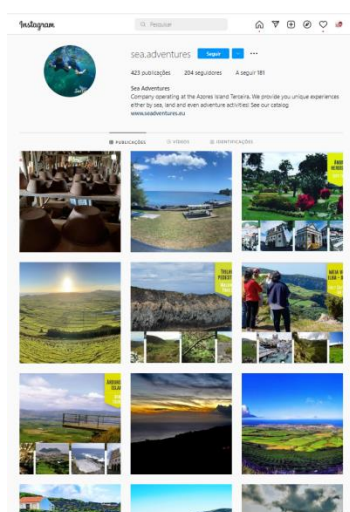 Instagram
Pesquisar
sea.adventures Seguir
423 publicações 204 seguidores A seguir 181
Sea Adventures
Company operating at the Azores Island Terceira. We provide you unique experiences
either by sea, land and even adventure activities! See our catalog
www.seadventures.eu
PUBLICAÇÕES VÍDEOS IDENTIFICAÇÕES